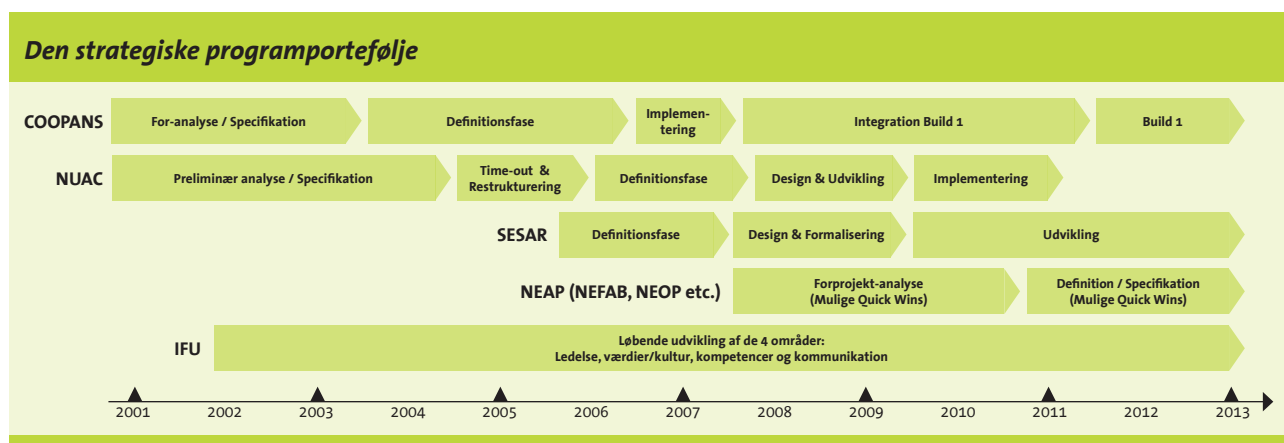 Den strategiske programportefølje
COOPANS
For-analyse / Specifikation
Definitionsfase
Implemen-
tering
Integration Build 1
Build 1
NUAC
Preliminær analyse / Specifikation
Time-out &
Restrukturering
Definitionsfase
Design & Udvikling
Implementering
SESAR
Definitionsfase
Design & Formalisering
Udvikling
NEAP (NEFAB, NEOP etc.)
Forprojekt-analyse
(Mulige Quick Wins)
Definition / Specifikation
(Mulige Quick Wins)
IFU
Løbende udvikling af de 4 områder:
Ledelse, værdier/kultur, kompetencer og kommunikation
2001 2002 2003 2004 2005 2006 2007 2008 2009 2010 2011 2012 2013